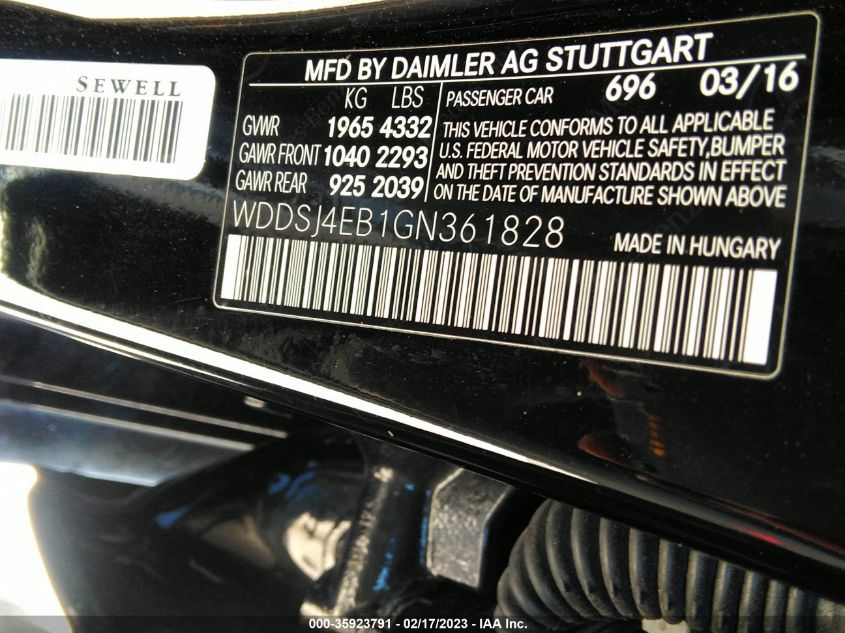 SEWELL
MFD BY DAIMLER AG STUTTGART
KG LBS
GVWR 1965 4332
GAWR FRONT 1040 2293
GAWR REAR 925 2039
PASSENGER CAR 696 03/16
THIS VEHICLE CONFORMS TO ALL APPLICABLE
U.S. FEDERAL MOTOR VEHICLE SAFETY,BUMPER
AND THEFT PREVENTION STANDARDS IN EFFECT
ON THE DATE OF MANUFACTURE SHOWN ABOVE
WDDSJ4EB1GN361828
MADE IN HUNGARY
000-35923791 - 02/17/2023 - IAA Inc.